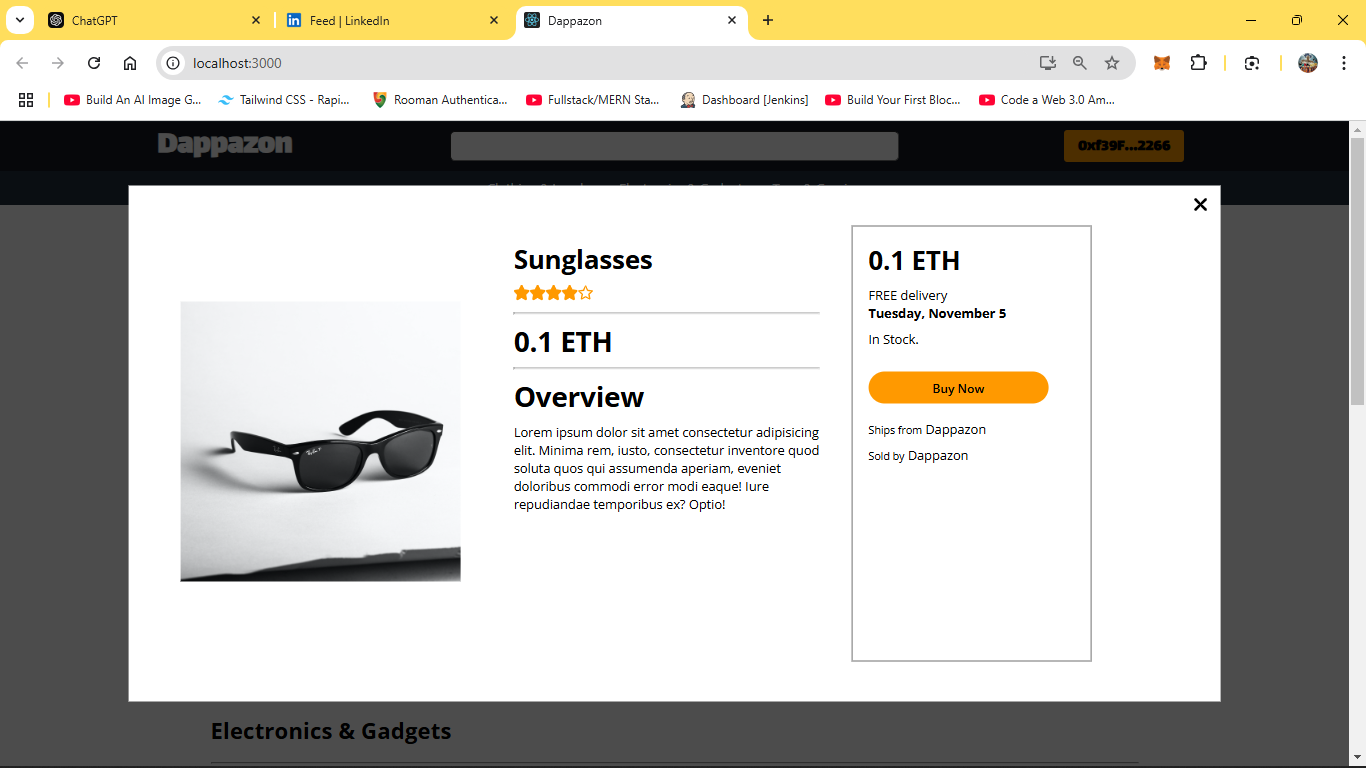 ChatGPT
Feed | LinkedIn
Dappazon
localhost:3000
Build An AI Image G...
Tailwind CSS - Rapi...
Rooman Authentica...
Fullstack/MERN Sta...
Dashboard [Jenkins]
Build Your First Bloc...
Code a Web 3.0 Am...
Dappazon
0xf39F...2266
Sunglasses
0.1 ETH
Overview
Lorem ipsum dolor sit amet consectetur adipisicing
elit. Minima rem, iusto, consectetur inventore quod
soluta quos qui assumenda aperiam, eveniet
doloribus commodi error modi eaque! Iure
repudiandae temporibus ex? Optio!
0.1 ETH
FREE delivery
Tuesday, November 5
In Stock.
Buy Now
Ships from Dappazon
Sold by Dappazon
Electronics & Gadgets